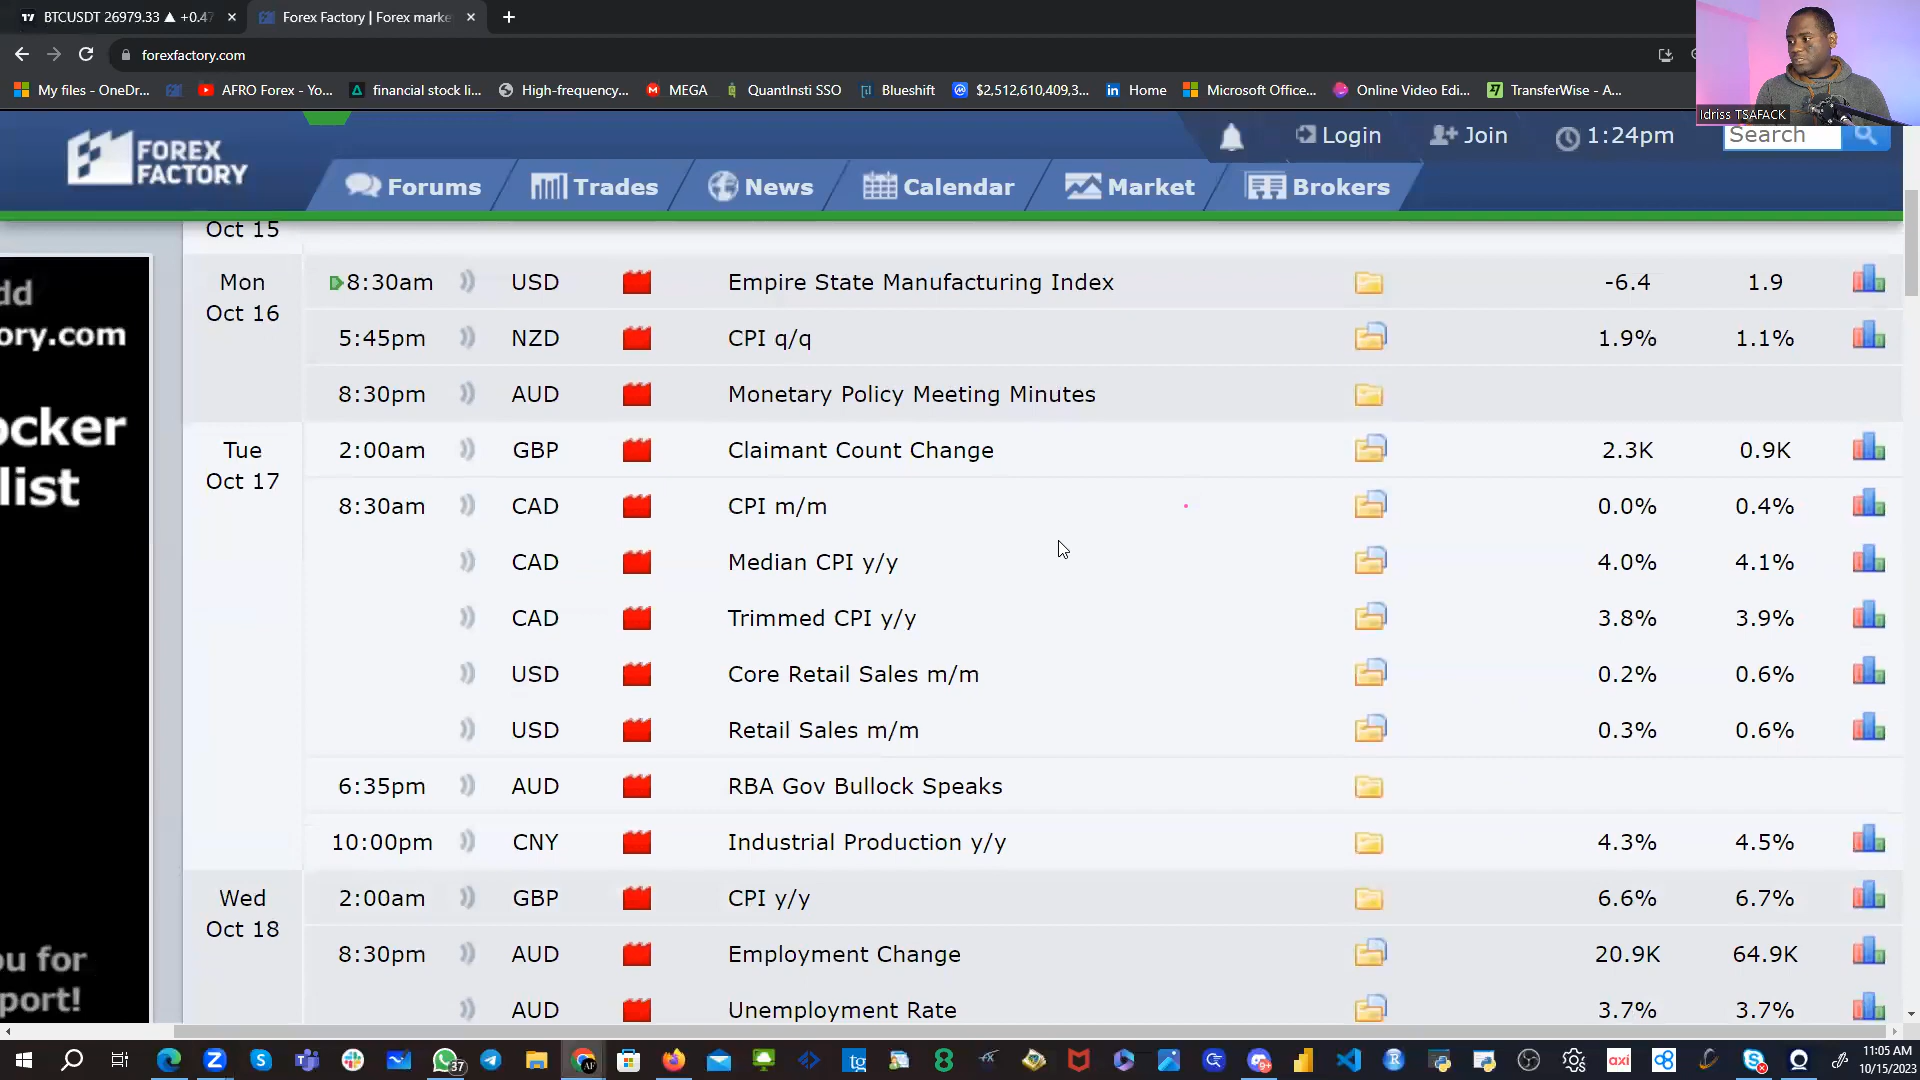 BTCUSDT 26979.33 ▲ +0.47
Forex Factory | Forex marke
forexfactory.com
My files - OneDr...
AFRO Forex - Yo...
financial stock li...
High-frequency...
MEGA
QuantInsti SSO
Blueshift
$2,512,610,409,3...
Home
Microsoft Office...
Online Video Edi...
TransferWise - A...
Idriss TSAFACK
FOREX
FACTORY
Login
Join
1:24pm
Search
Forums
Trades
News
Calendar
Market
Brokers
dd
ory.com
ocker
list
u for
port!
Oct 15
Mon
Oct 16
8:30am USD Empire State Manufacturing Index -6.4 1.9
5:45pm NZD CPI q/q 1.9% 1.1%
8:30pm AUD Monetary Policy Meeting Minutes
Tue
Oct 17
2:00am GBP Claimant Count Change 2.3K 0.9K
8:30am CAD CPI m/m 0.0% 0.4%
CAD Median CPI y/y 4.0% 4.1%
CAD Trimmed CPI y/y 3.8% 3.9%
USD Core Retail Sales m/m 0.2% 0.6%
USD Retail Sales m/m 0.3% 0.6%
6:35pm AUD RBA Gov Bullock Speaks
10:00pm CNY Industrial Production y/y 4.3% 4.5%
Wed
Oct 18
2:00am GBP CPI y/y 6.6% 6.7%
8:30pm AUD Employment Change 20.9K 64.9K
AUD Unemployment Rate 3.7% 3.7%
37
tg
axi
11:05 AM
10/15/2023